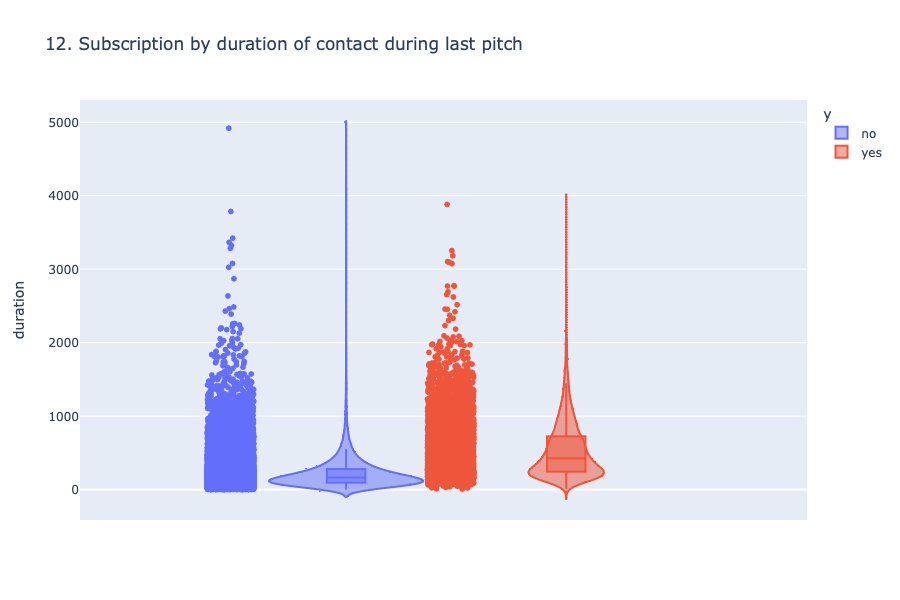 12. Subscription by duration of contact during last pitch
y
no
yes
5000
4000
3000
2000
1000
0
duration